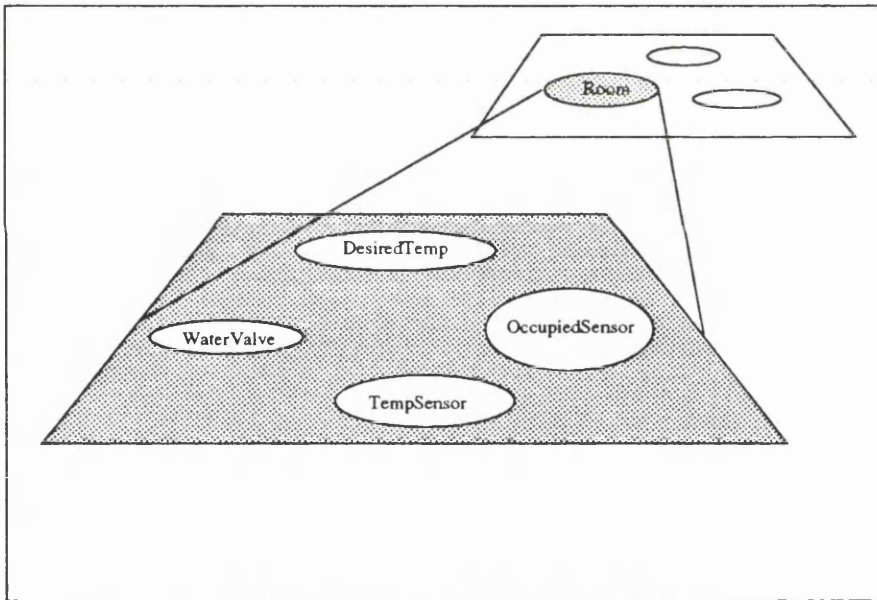 Room
DesiredTemp
OccupiedSensor
WaterValve
TempSensor